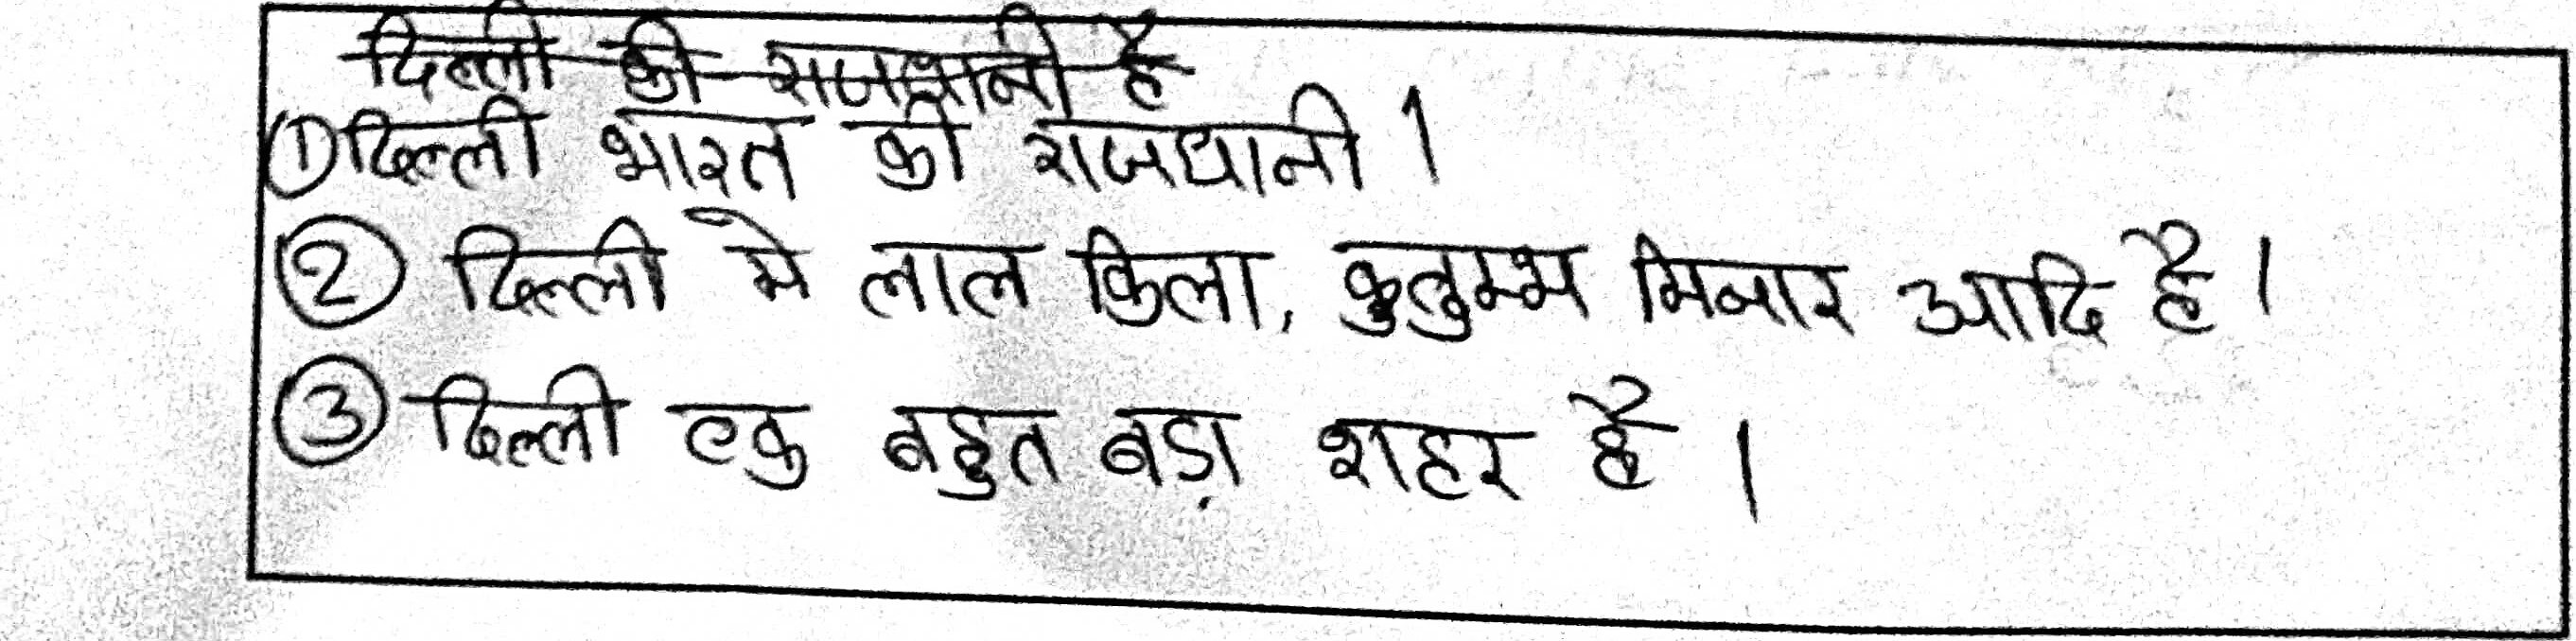 दिल्ली की राजधानी है
① दिल्ली भारत की राजधानी ।
② दिल्ली मे लाल किला, कुतुम्भ मिनार आदि है ।
③ दिल्ली एक बहुत बड़ा शहर है ।